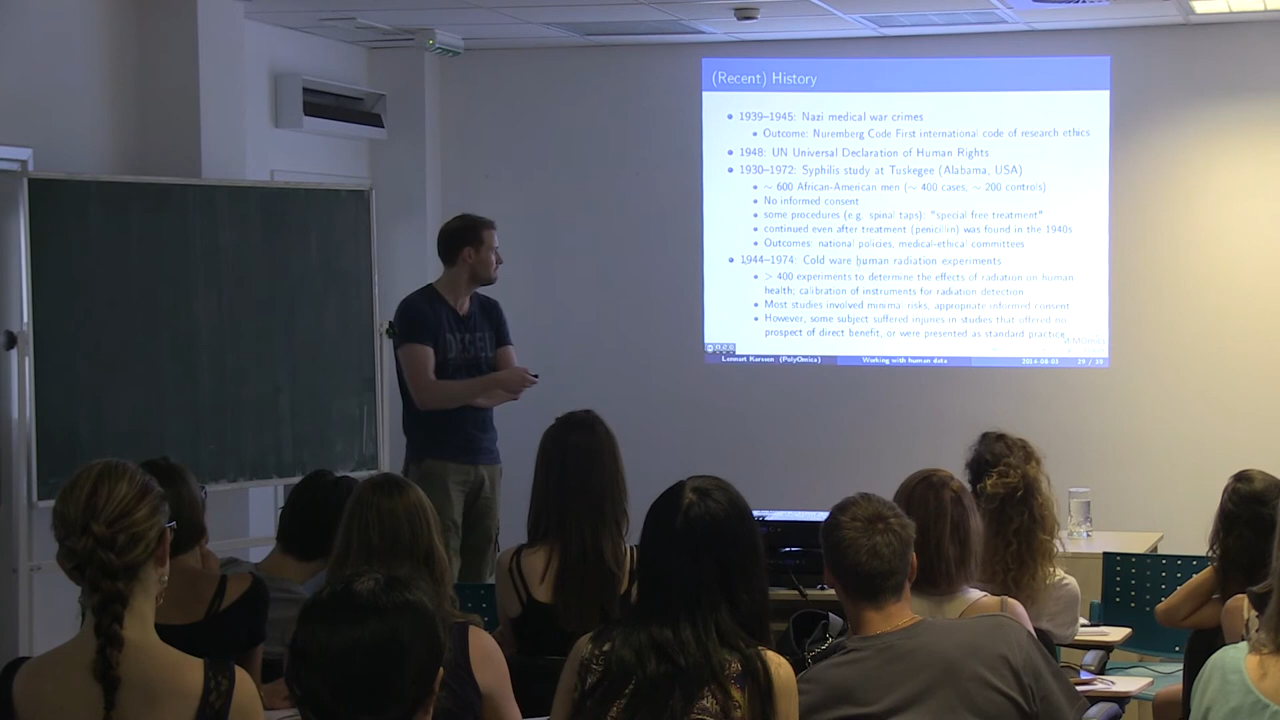 (Recent) History
1939–1945: Nazi medical war crimes
Outcome: Nuremberg Code First international code of research ethics
1948: UN Universal Declaration of Human Rights
1930–1972: Syphilis study at Tuskegee (Alabama, USA)
∼ 600 African-American men (∼ 400 cases, ∼ 200 controls)
No informed consent
some procedures (e.g. spinal taps): "special free treatment"
continued even after treatment (penicillin) was found in the 1940s
Outcomes: national policies, medical-ethical committees
1944–1974: Cold ware human radiation experiments
> 400 experiments to determine the effects of radiation on human
health; calibration of instruments for radiation detection
Most studies involved minimal risks, appropriate informed consent
However, some subject suffered injuries in studies that offered no
prospect of direct benefit, or were presented as standard practice
Lennart Karssen (PolyOmica) Working with human data 2014-08-03 29 / 39
DESEL